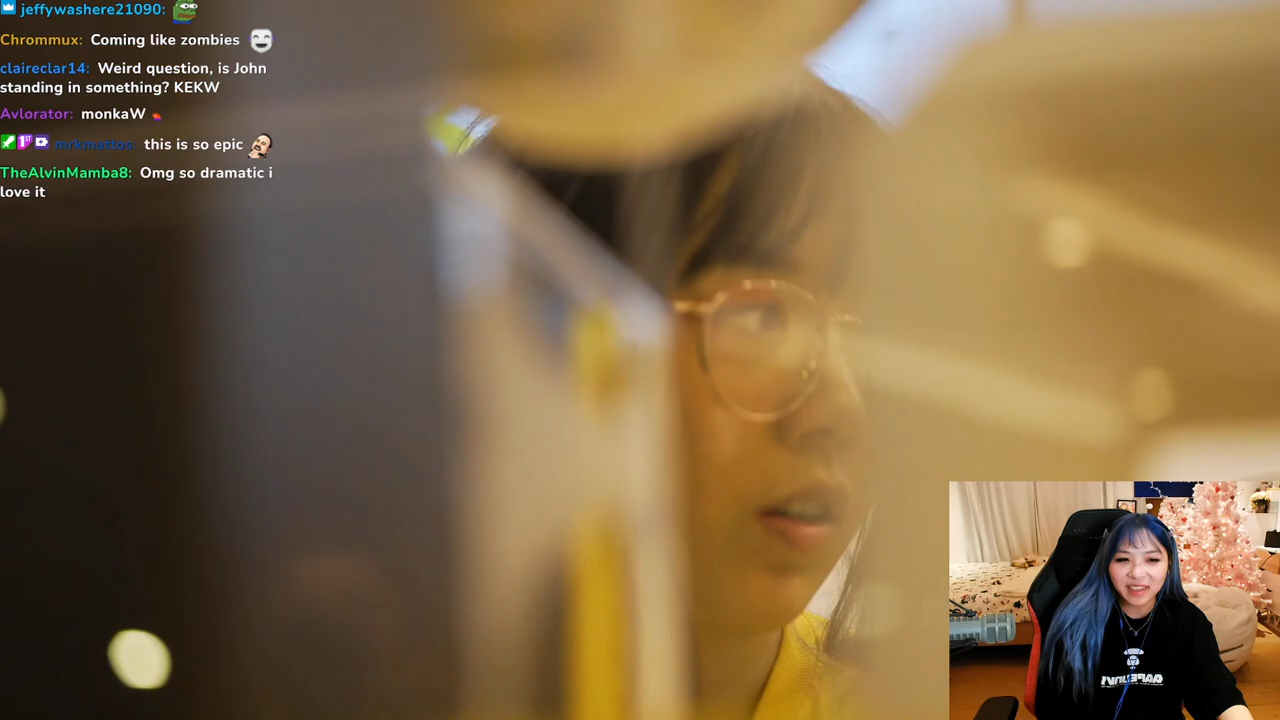 jeffywashere21090:
Chrommux: Coming like zombies
claireclar14: Weird question, is John
standing in something? KEKW
Avlorator: monkaW
mrkmattos: this is so epic
TheAlvinMamba8: Omg so dramatic i
love it